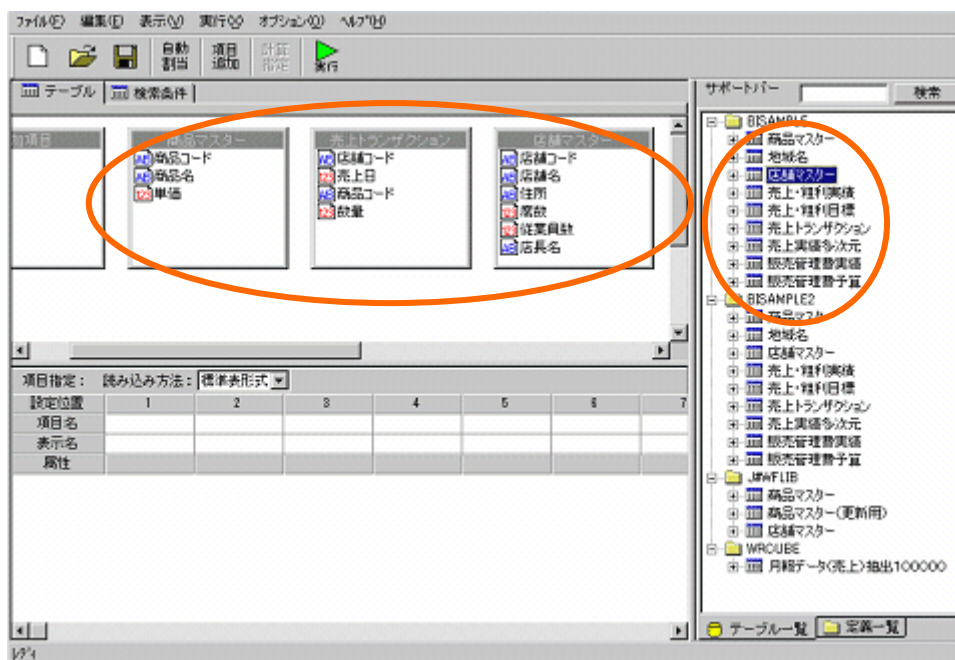 ファイル(F) 編集(E) 表示(V) 実行(X) オプション(O) ヘルプ(H)
自動割当 項目追加 計算指定 実行
テーブル 検索条件
加項目
商品マスター
商品コード
商品名
単価
売上トランザクション
店舗コード
売上日
商品コード
数量
店舗マスター
店舗コード
店舗名
住所
席数
従業員数
店長名
項目指定： 読み込み方法： 標準表形式
設定位置 1 2 3 4 5 6 7
項目名
表示名
属性
サポートバー 検索
BISAMPLE
商品マスター
地域名
店舗マスター
売上・粗利実績
売上・粗利目標
売上トランザクション
売上実績多次元
販売管理費実績
販売管理費予算
BISAMPLE2
商品マスター
地域名
店舗マスター
売上・粗利実績
売上・粗利目標
売上トランザクション
売上実績多次元
販売管理費実績
販売管理費予算
J#WFLIB
商品マスター
商品マスター(更新用)
店舗マスター
WRCUBE
月報データ(売上)抽出100000
テーブル一覧 定義一覧
レディ